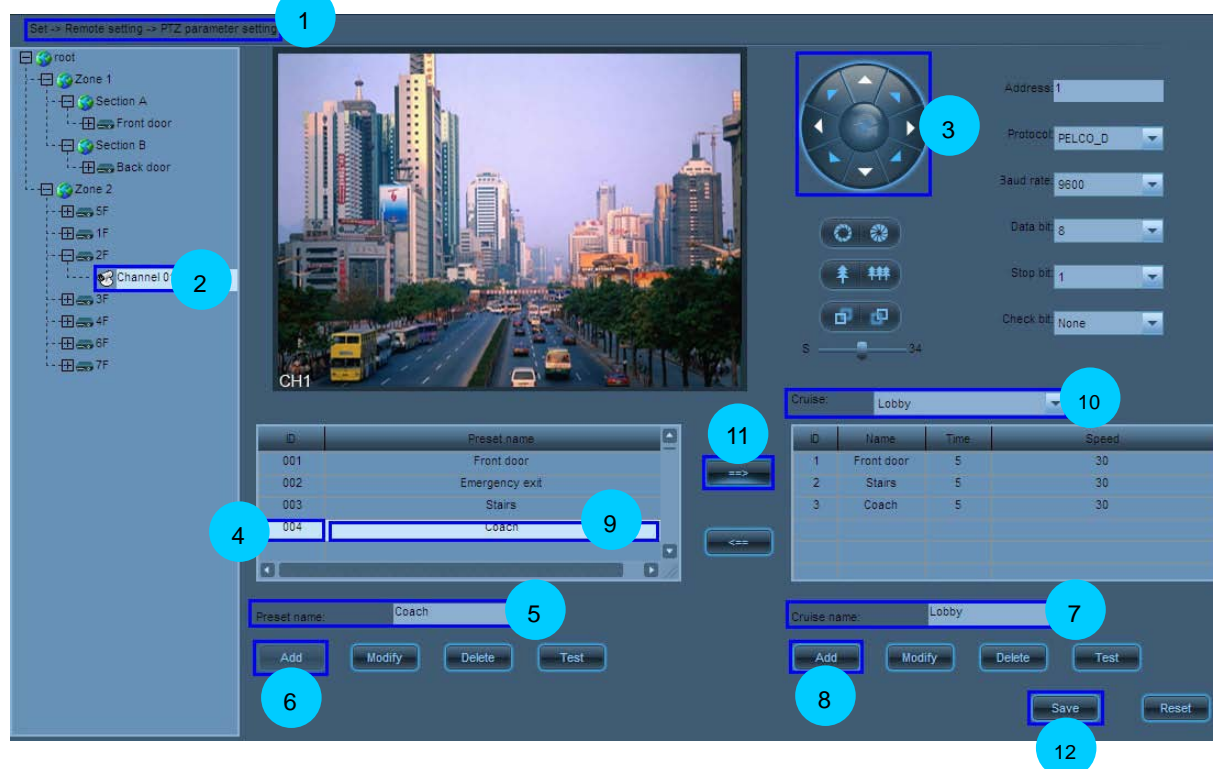 1
Set -> Remote setting -> PTZ parameter setting
root
Zone 1
Section A
Front door
Section B
Back door
Zone 2
5F
1F
2F
Channel 01
2
3F
4F
6F
7F
CH1
3
Address: 1
Protocol: PELCO_D
Baud rate: 9600
Data bit: 8
Stop bit: 1
Check bit: None
S 34
Cruise: Lobby
10
ID Preset name
001 Front door
002 Emergency exit
003 Stairs
004 Coach
4
9
11
==>
<==
ID Name Time Speed
1 Front door 5 30
2 Stairs 5 30
3 Coach 5 30
Preset name: Coach
5
Add Modify Delete Test
6
Cruise name: Lobby
7
Add Modify Delete Test
8
Save Reset
12